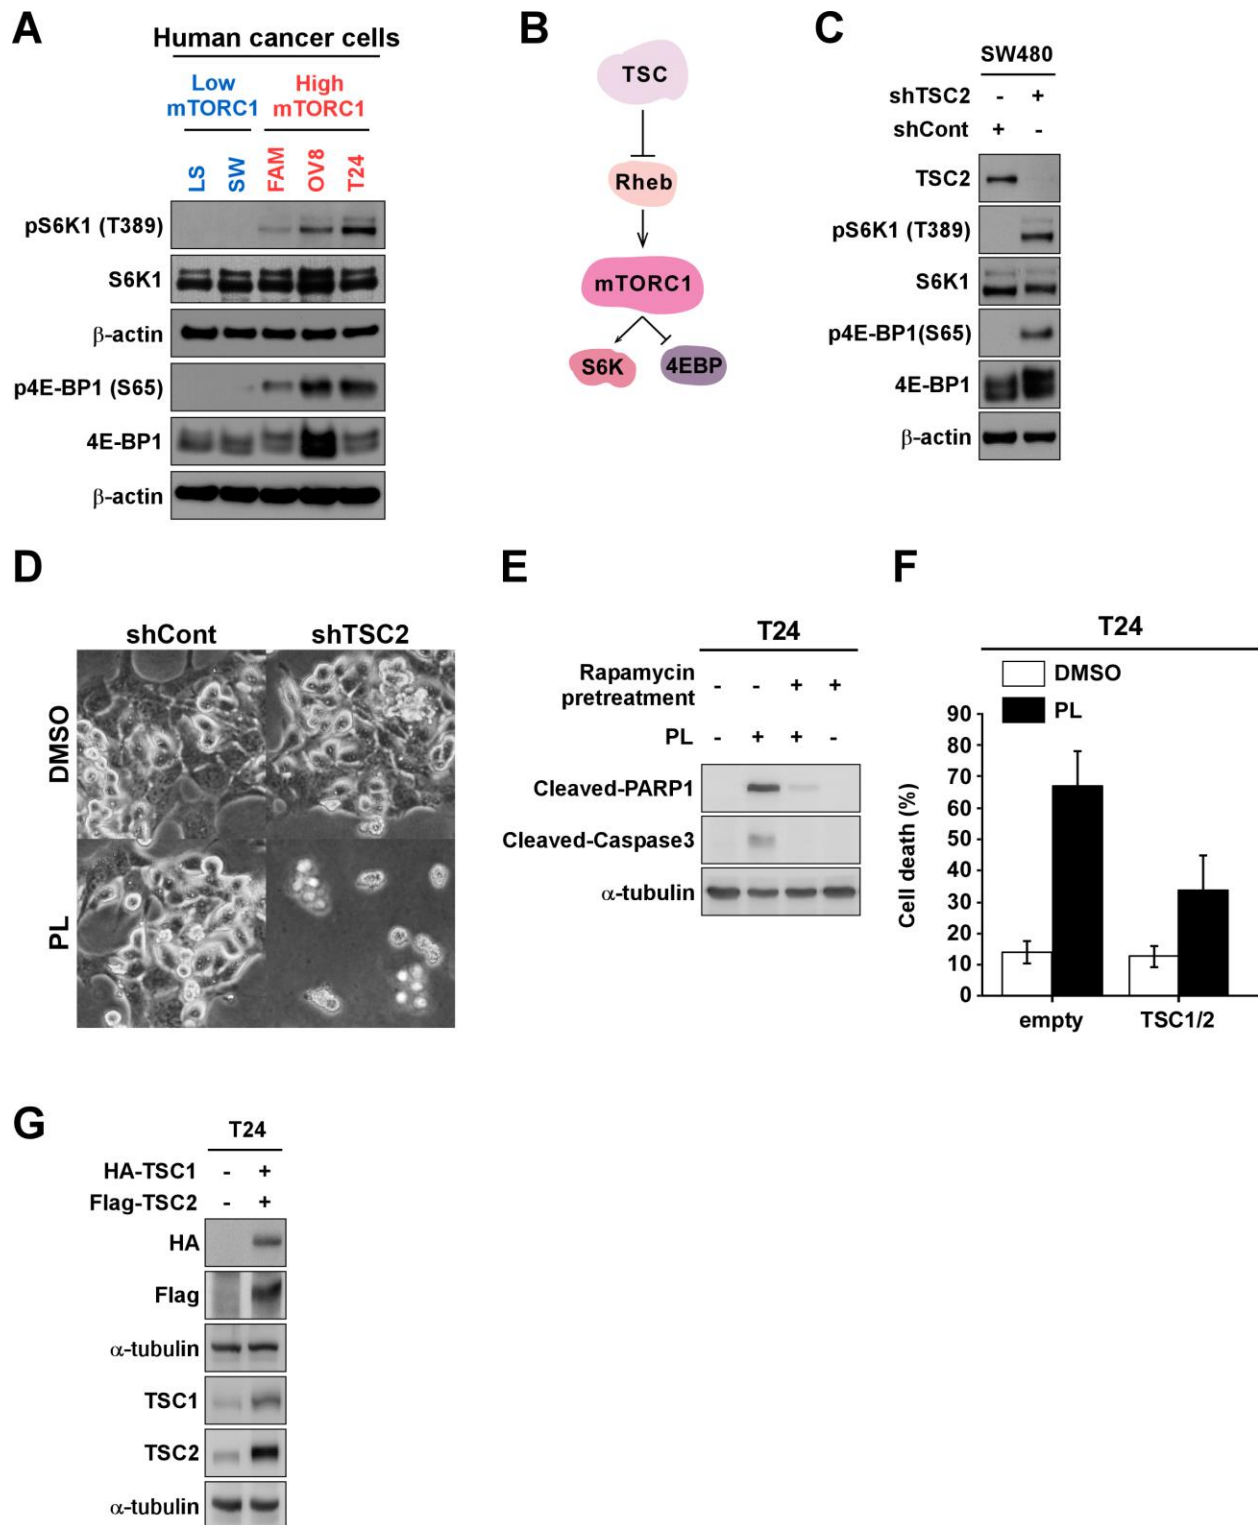 A
Human cancer cells
Low
mTORC1
High
mTORC1
LS
SW
FAM
OV8
T24
pS6K1 (T389)
S6K1
β-actin
p4E-BP1 (S65)
4E-BP1
β-actin
B
TSC
Rheb
mTORC1
S6K
4EBP
C
SW480
shTSC2 - +
shCont + -
TSC2
pS6K1 (T389)
S6K1
p4E-BP1(S65)
4E-BP1
β-actin
D
shCont
shTSC2
DMSO
PL
E
T24
Rapamycin
pretreatment - - + +
PL - + + -
Cleaved-PARP1
Cleaved-Caspase3
α-tubulin
F
T24
DMSO
PL
Cell death (%)
90
80
70
60
50
40
30
20
10
0
empty
TSC1/2
G
T24
HA-TSC1 - +
Flag-TSC2 - +
HA
Flag
α-tubulin
TSC1
TSC2
α-tubulin